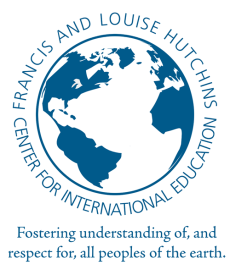 FRANCIS AND LOUISE HUTCHINS
CENTER FOR INTERNATIONAL EDUCATION
Fostering understanding of, and
respect for, all peoples of the earth.